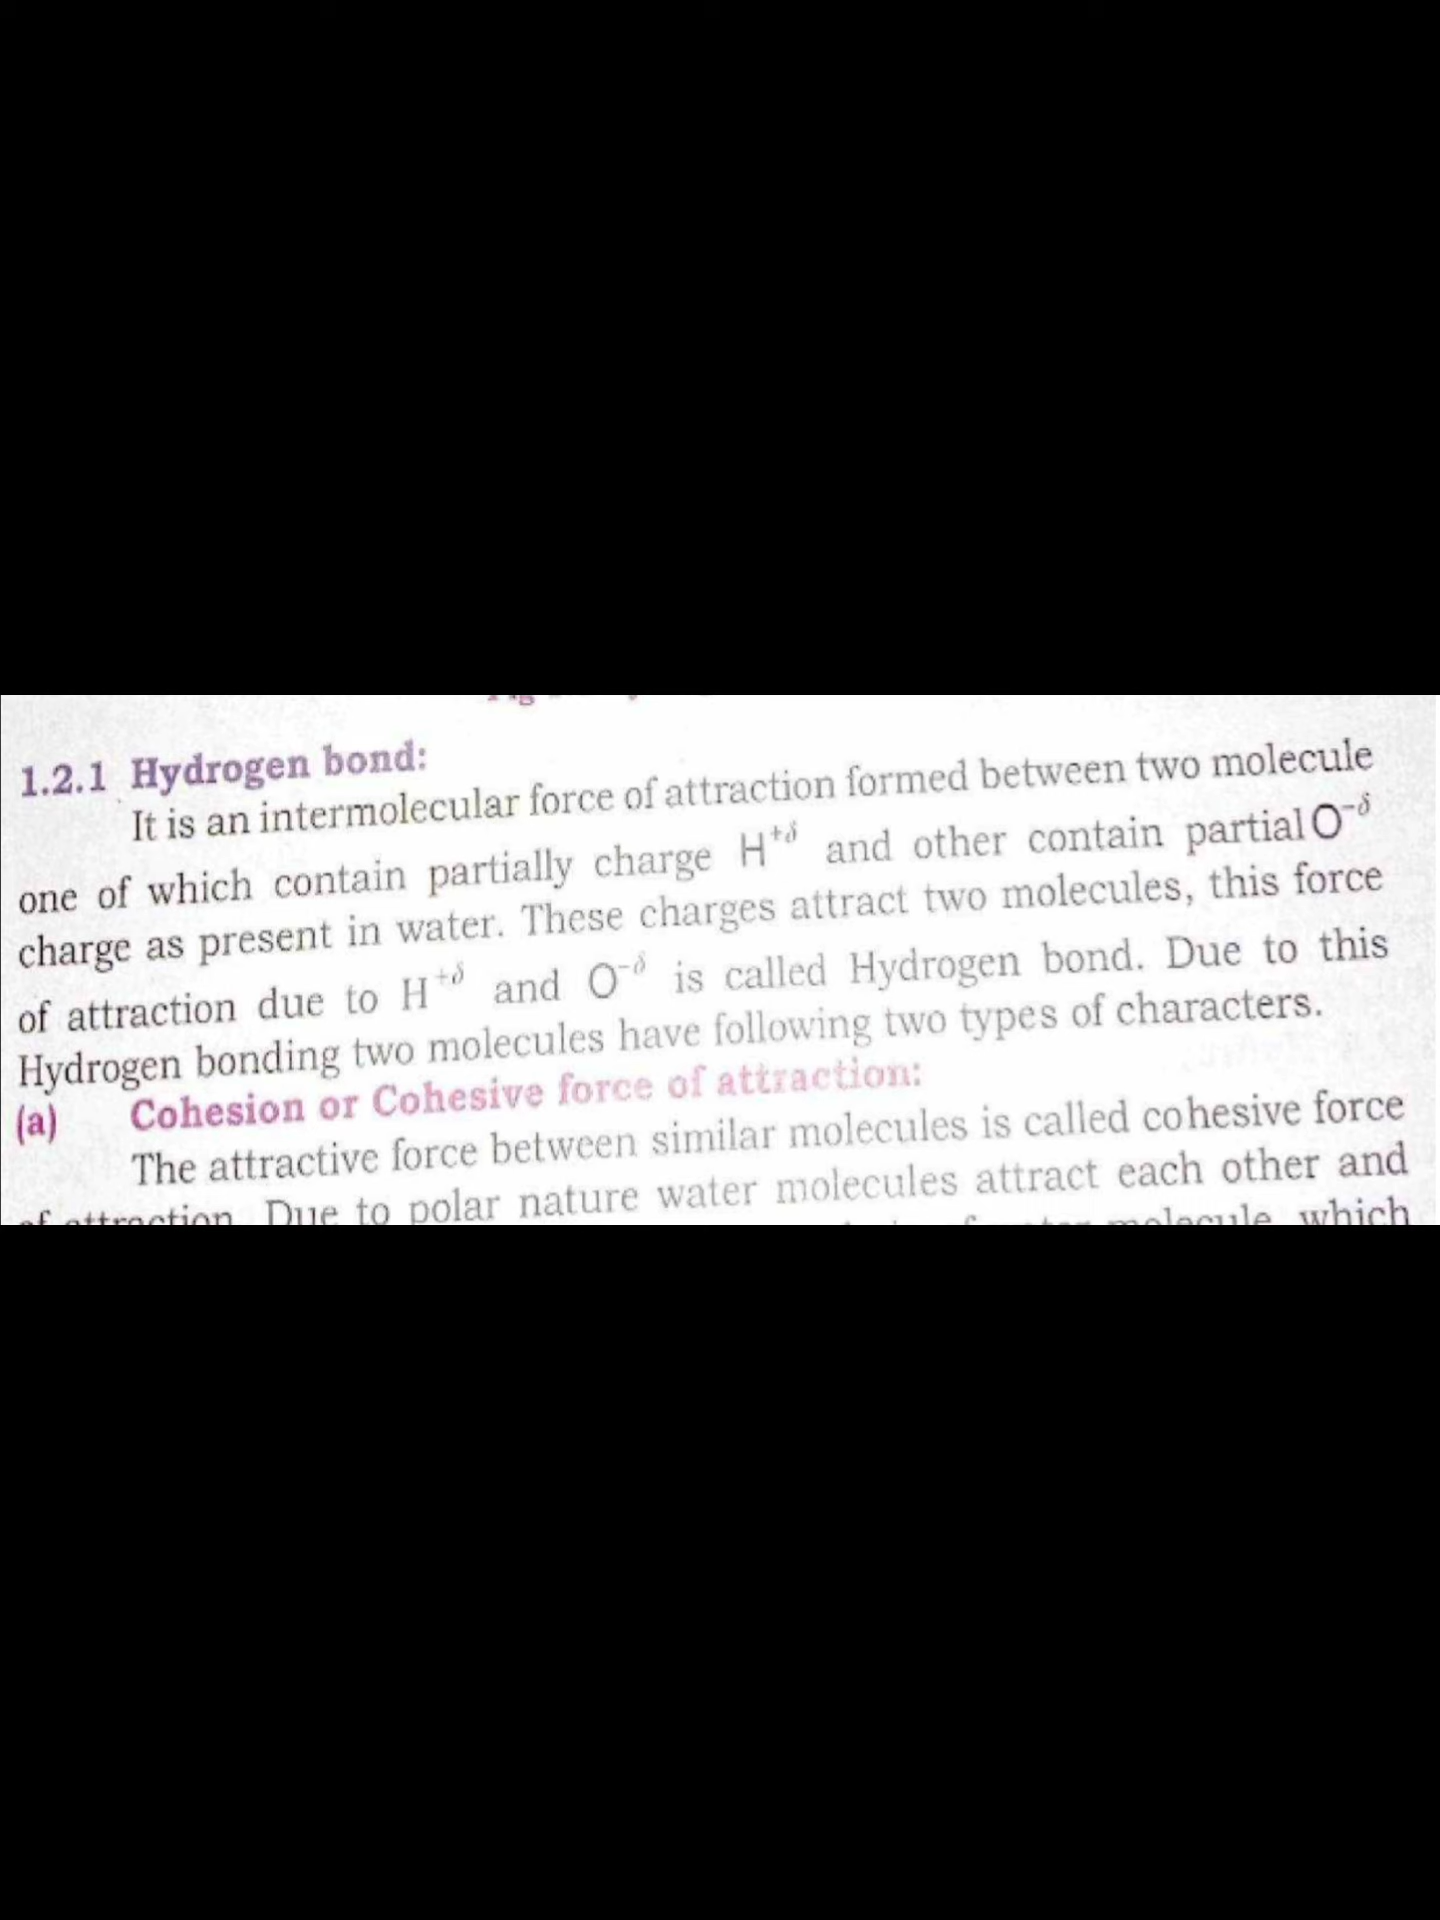 1.2.1 Hydrogen bond:
It is an intermolecular force of attraction formed between two molecule
one of which contain partially charge H⁺ᵟ and other contain partial O⁻ᵟ
charge as present in water. These charges attract two molecules, this force
of attraction due to H⁺ᵟ and O⁻ᵟ is called Hydrogen bond. Due to this
Hydrogen bonding two molecules have following two types of characters.
(a) Cohesion or Cohesive force of attraction:
The attractive force between similar molecules is called cohesive force
of attraction. Due to polar nature water molecules attract each other and
molecule which